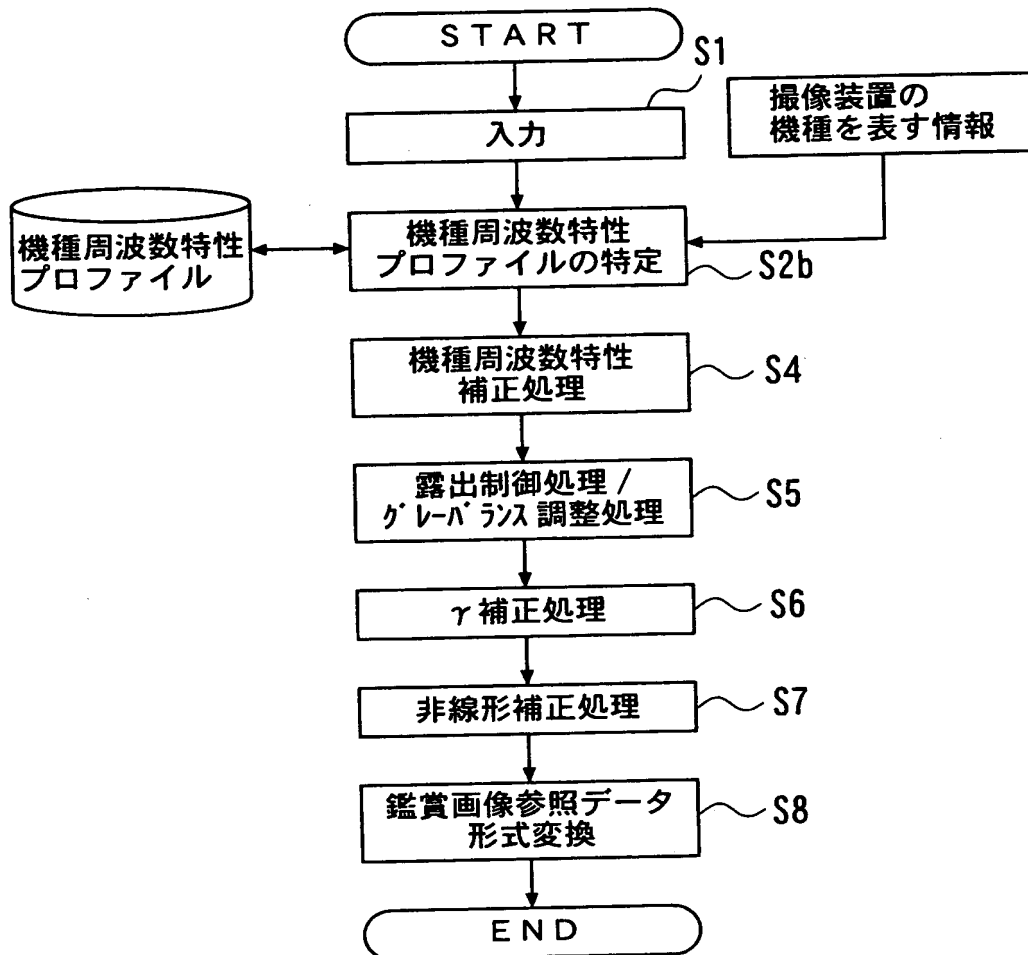 START
S1
入力
撮像装置の
機種を表す情報
機種周波数特性
プロファイル
機種周波数特性
プロファイルの特定
S2b
機種周波数特性
補正処理
S4
露出制御処理/
グレーバランス調整処理
S5
γ補正処理
S6
非線形補正処理
S7
鑑賞画像参照データ
形式変換
S8
END